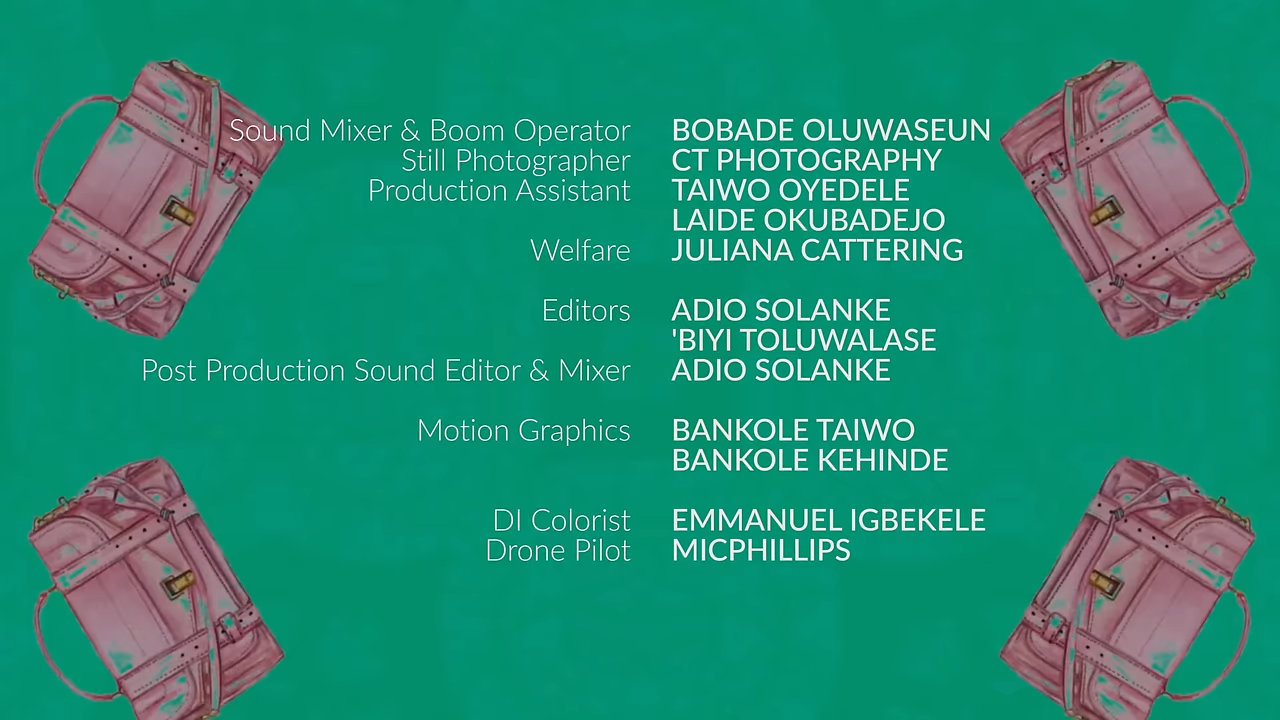 Sound Mixer & Boom Operator BOBADE OLUWASEUN
Still Photographer CT PHOTOGRAPHY
Production Assistant TAIWO OYEDELE
LAIDE OKUBADEJO
Welfare JULIANA CATTERING
Editors ADIO SOLANKE
'BIYI TOLUWALASE
Post Production Sound Editor & Mixer ADIO SOLANKE
Motion Graphics BANKOLE TAIWO
BANKOLE KEHINDE
DI Colorist EMMANUEL IGBEKELE
Drone Pilot MICPHILLIPS